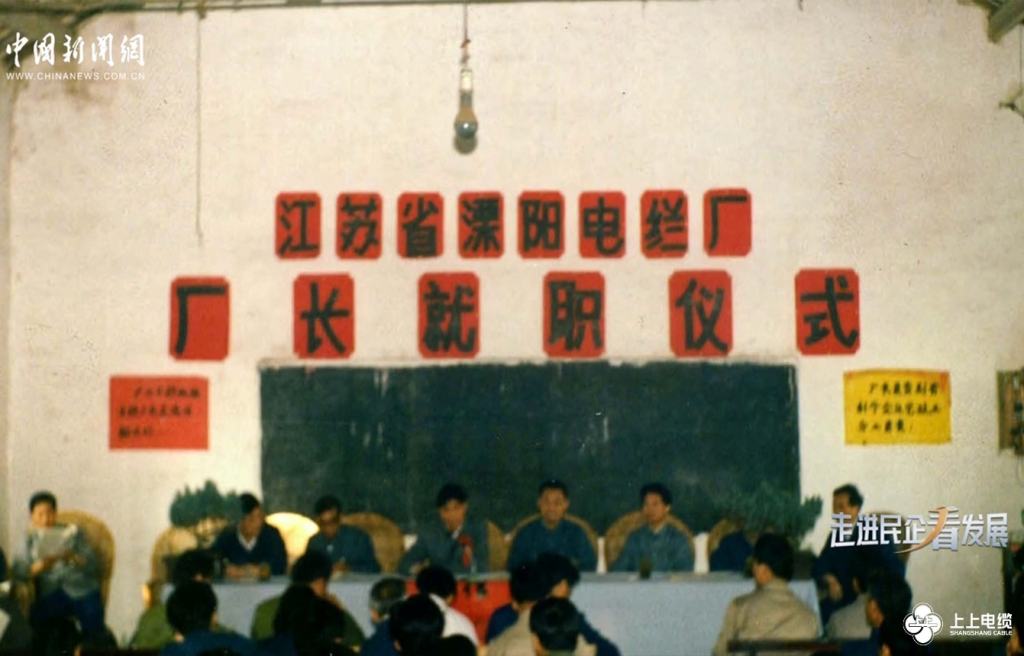 中国新闻網
WWW.CHINANEWS.COM.CN
江苏省溧阳电缆厂
厂长就职仪式
走进民企看发展
上上电缆
SHANGSHANG CABLE